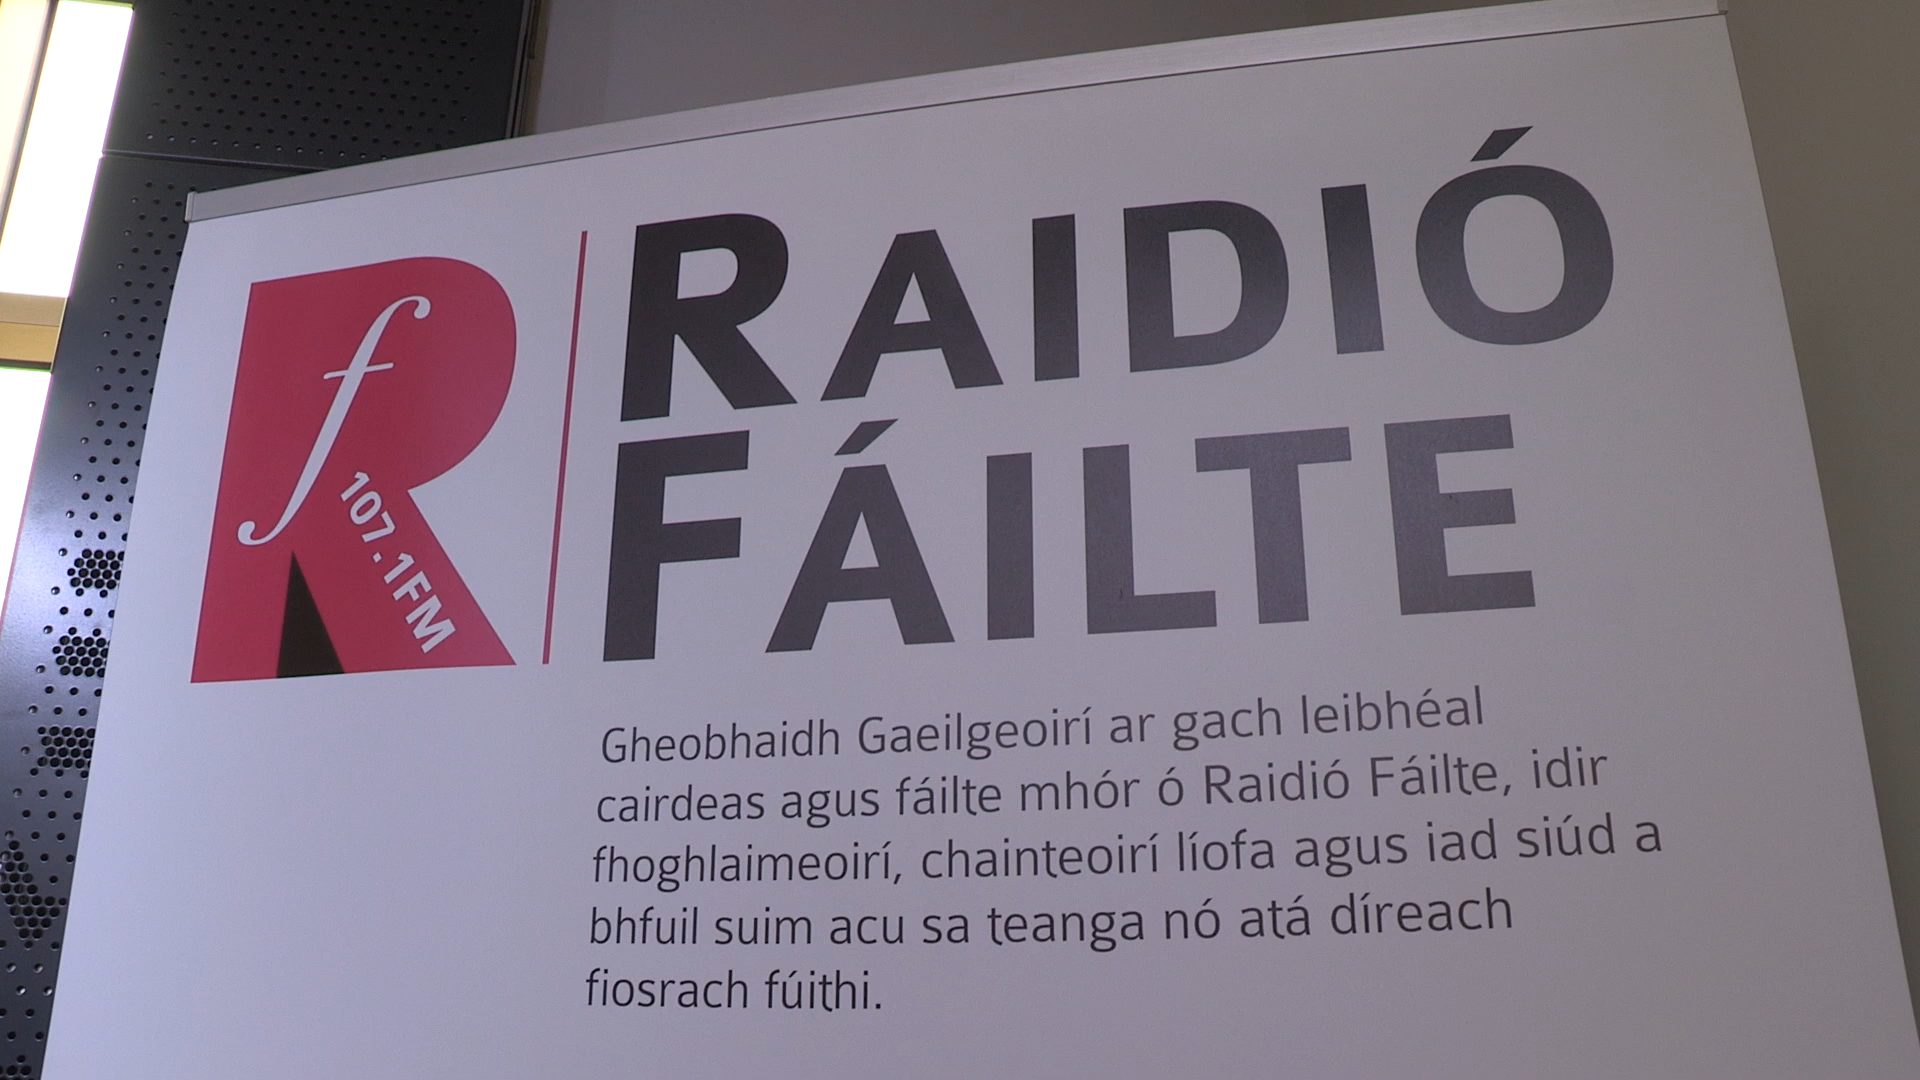 RAIDIÓ
FÁILTE
Rf
107.1FM
Gheobhaidh Gaeilgeoirí ar gach leibhéal
cairdeas agus fáilte mhór ó Raidió Fáilte, idir
fhoghlaimeoirí, chainteoirí líofa agus iad siúd a
bhfuil suim acu sa teanga nó atá díreach
fiosrach fúithi.